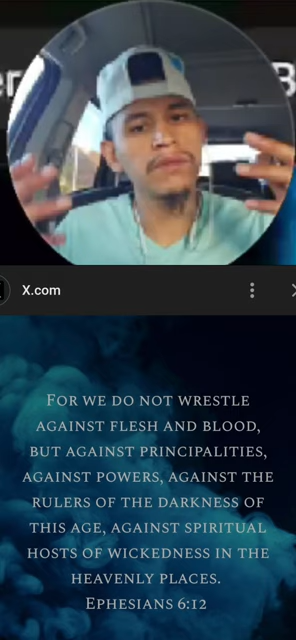 er
B
X.com
For we do not wrestle
against flesh and blood,
but against principalities,
against powers, against the
rulers of the darkness of
this age, against spiritual
hosts of wickedness in the
heavenly places.
Ephesians 6:12